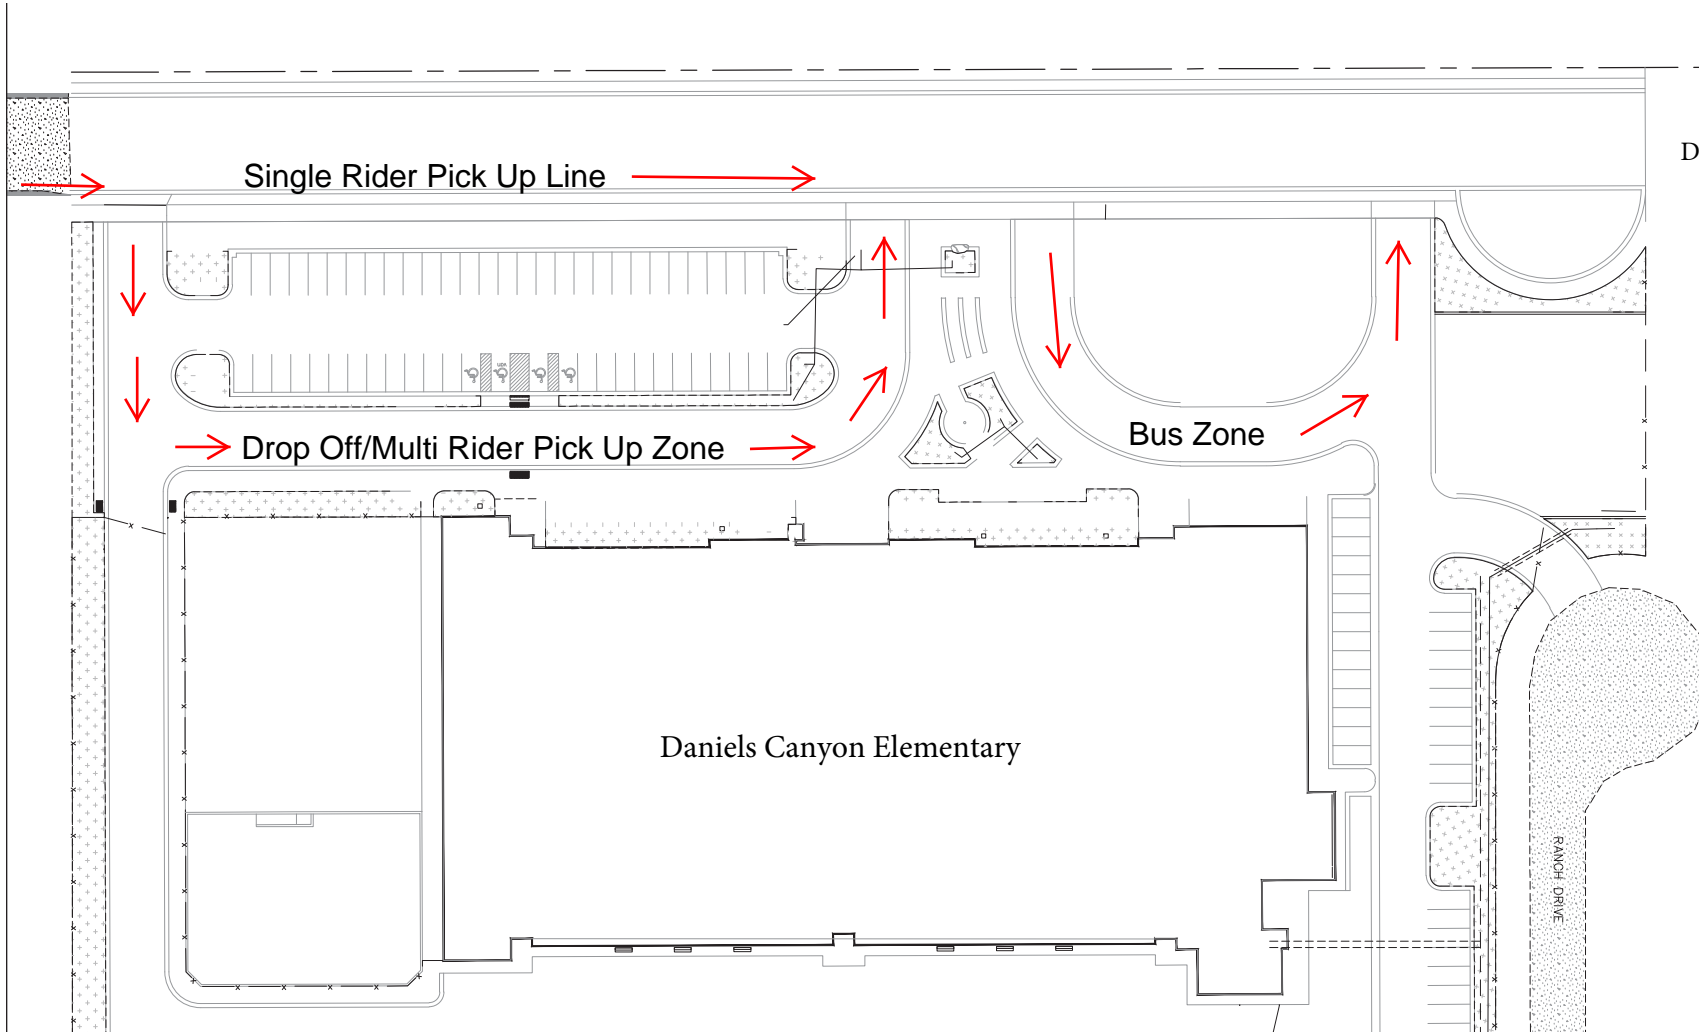 D
Single Rider Pick Up Line
Drop Off/Multi Rider Pick Up Zone
Bus Zone
Daniels Canyon Elementary
RANCH DRIVE